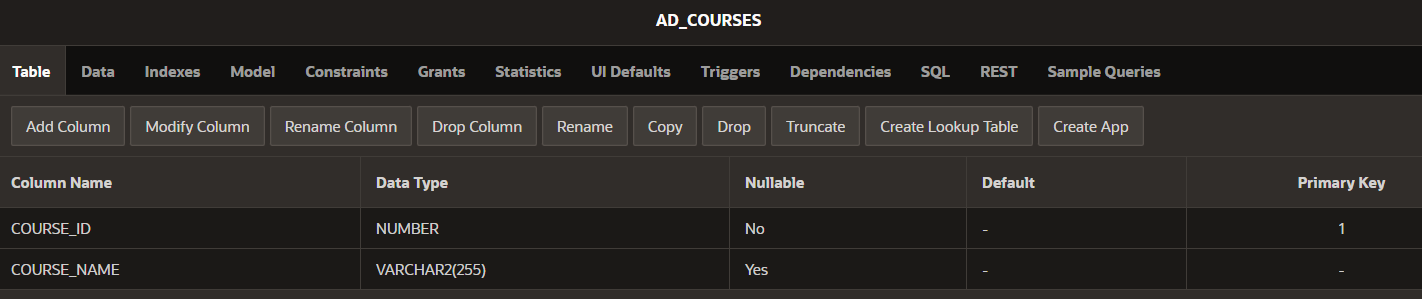 AD_COURSES
Table Data Indexes Model Constraints Grants Statistics UI Defaults Triggers Dependencies SQL REST Sample Queries
Add Column Modify Column Rename Column Drop Column Rename Copy Drop Truncate Create Lookup Table Create App
Column Name Data Type Nullable Default Primary Key
COURSE_ID NUMBER No - 1
COURSE_NAME VARCHAR2(255) Yes - -